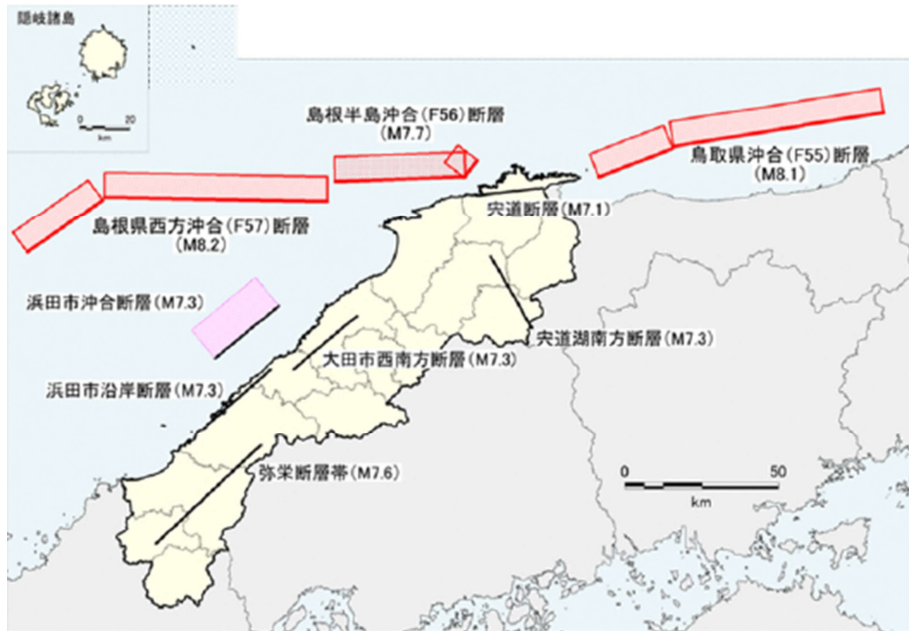 隠岐諸島
0 20
km
島根半島沖合(F56)断層
(M7.7)
鳥取県沖合(F55)断層
(M8.1)
宍道断層(M7.1)
島根県西方沖合(F57)断層
(M8.2)
浜田市沖合断層(M7.3)
宍道湖南方断層(M7.3)
大田市西南方断層(M7.3)
浜田市沿岸断層(M7.3)
弥栄断層帯(M7.6)
0 50
km